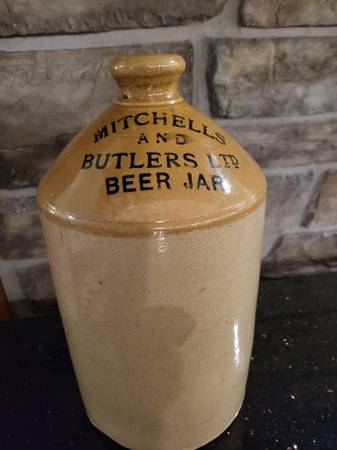 MITCHELLS
AND
BUTLERS LTD
BEER JAR